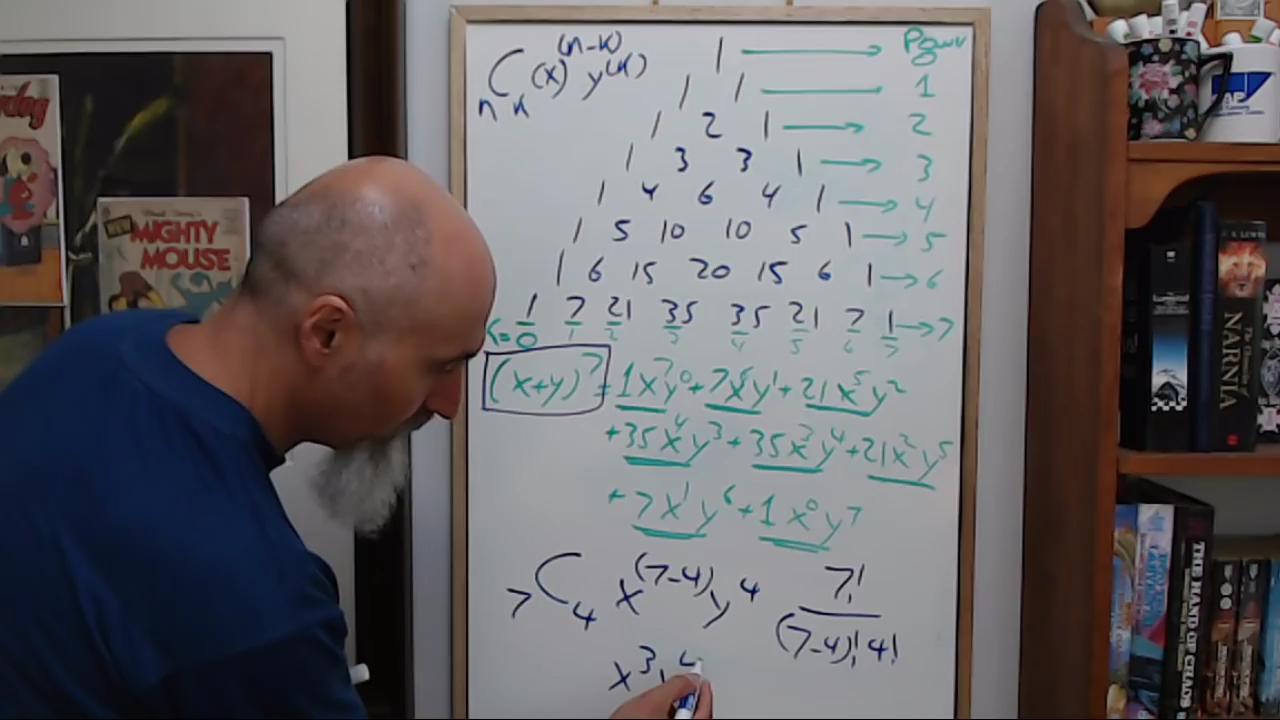 nCk (x)^(n-k) y^(k)
1 → Power 0
1 1 → 1
1 2 1 → 2
1 3 3 1 → 3
1 4 6 4 1 → 4
1 5 10 10 5 1 → 5
1 6 15 20 15 6 1 → 6
1 7 21 35 35 21 7 1 → 7
k=0 1 2 3 4 5 6 7
(x+y)^7 = 1x^7y^0 + 7x^6y^1 + 21x^5y^2
+ 35x^4y^3 + 35x^3y^4 + 21x^2y^5
+ 7x^1y^6 + 1x^0y^7
7C4 x^(7-4) y^4 7!/(7-4)!4!
x^3y^4
NEW
MIGHTY
MOUSE
NARNIA
THE HAND OF CHAOS